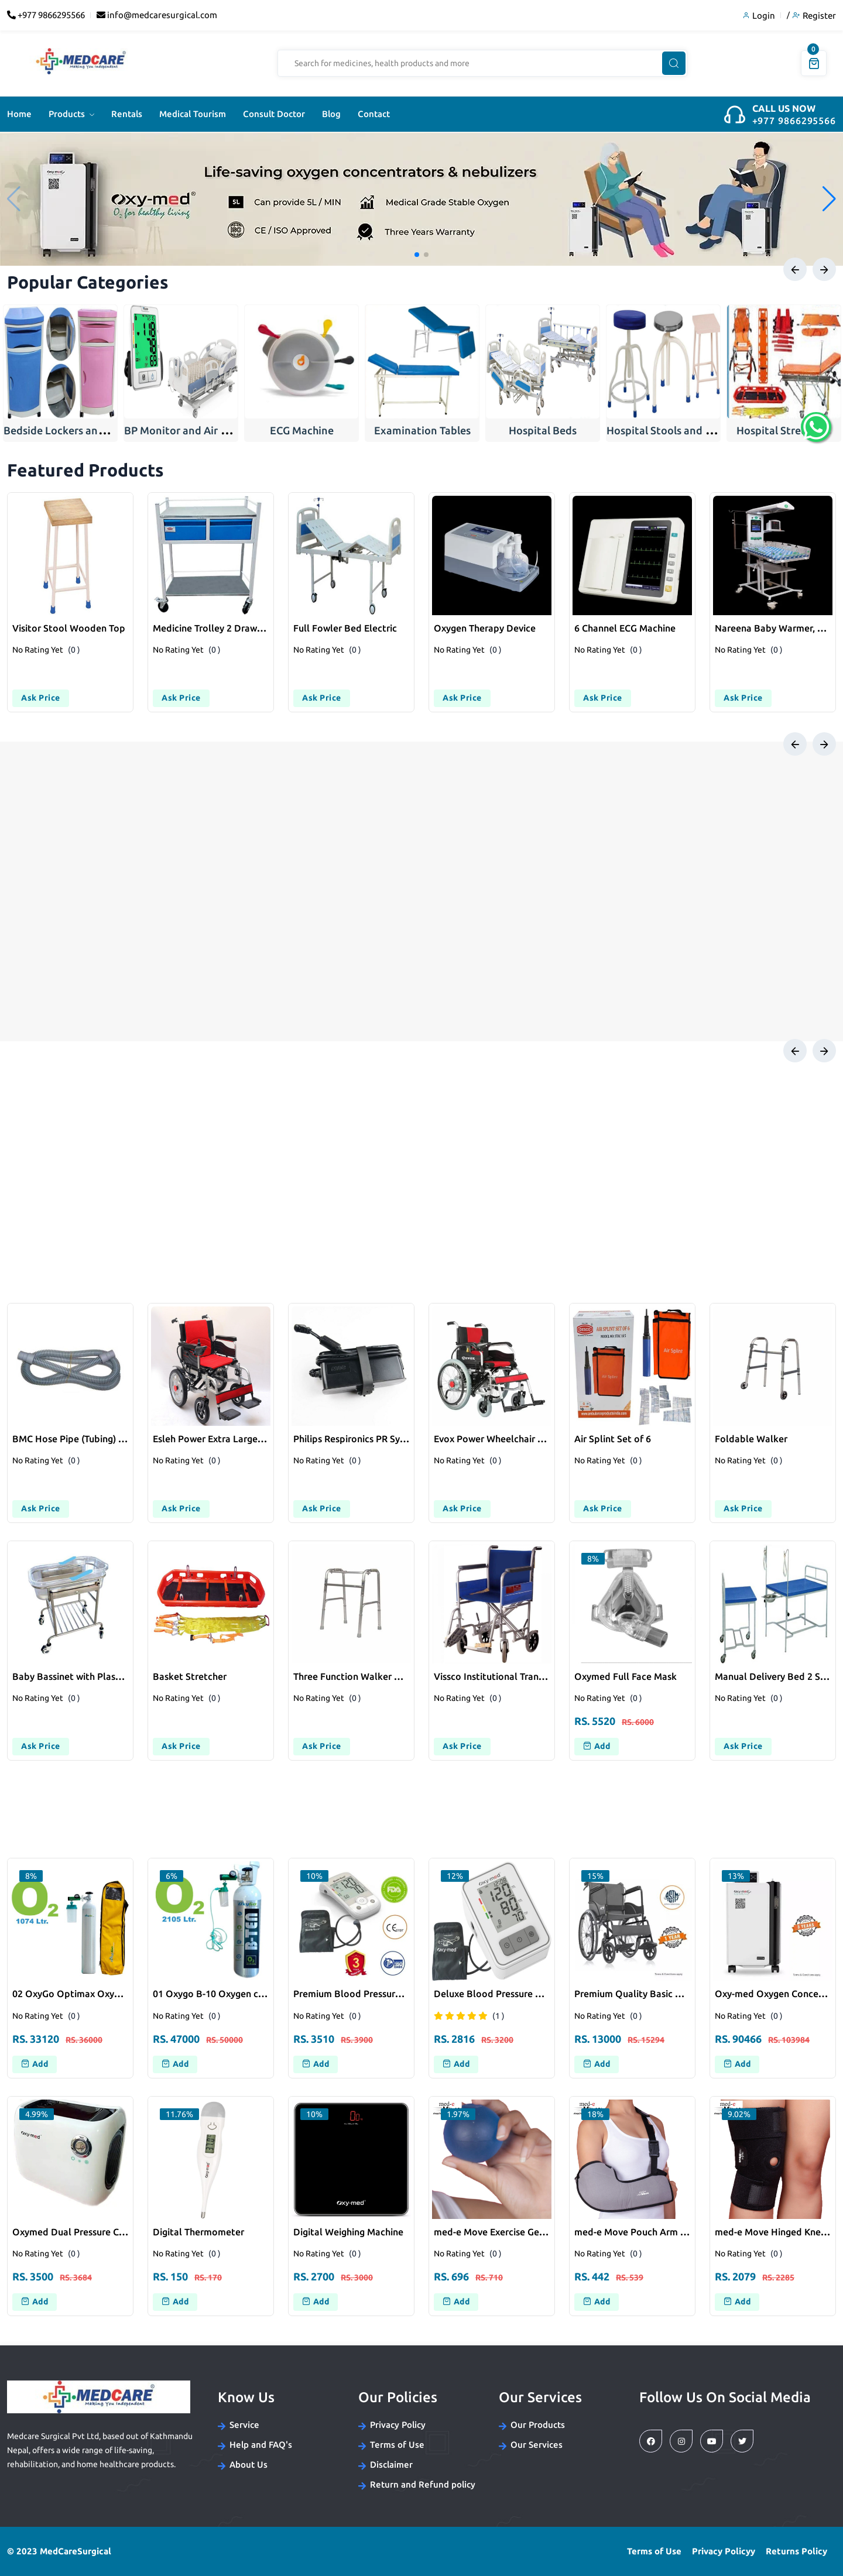 +977 9866295566 info@medcaresurgical.com
Login / Register
MEDCARE
Making You Independent
Search for medicines, health products and more
0
Home Products Rentals Medical Tourism Consult Doctor Blog Contact
CALL US NOW
+977 9866295566
Life-saving oxygen concentrators & nebulizers
Oxy-med
O₂ for healthy living
5L Can provide 5L / MIN Medical Grade Stable Oxygen
ISO CE / ISO Approved Three Years Warranty
Popular Categories
Bedside Lockers an... BP Monitor and Air ... ECG Machine Examination Tables Hospital Beds Hospital Stools and ... Hospital Stre
Featured Products
Visitor Stool Wooden Top Medicine Trolley 2 Draw... Full Fowler Bed Electric Oxygen Therapy Device 6 Channel ECG Machine Nareena Baby Warmer, ...
No Rating Yet (0 ) No Rating Yet (0 ) No Rating Yet (0 ) No Rating Yet (0 ) No Rating Yet (0 ) No Rating Yet (0 )
Ask Price Ask Price Ask Price Ask Price Ask Price Ask Price
AIR SPLINT SET OF 6
BMC Hose Pipe (Tubing) ... Esleh Power Extra Large... Philips Respironics PR Sy... Evox Power Wheelchair ... Air Splint Set of 6 Foldable Walker
No Rating Yet (0 ) No Rating Yet (0 ) No Rating Yet (0 ) No Rating Yet (0 ) No Rating Yet (0 ) No Rating Yet (0 )
Ask Price Ask Price Ask Price Ask Price Ask Price Ask Price
8%
Baby Bassinet with Plas... Basket Stretcher Three Function Walker ... Vissco Institutional Tran... Oxymed Full Face Mask Manual Delivery Bed 2 S...
No Rating Yet (0 ) No Rating Yet (0 ) No Rating Yet (0 ) No Rating Yet (0 ) No Rating Yet (0 ) No Rating Yet (0 )
RS. 5520 RS. 6000
Ask Price Ask Price Ask Price Ask Price Add Ask Price
8% 6% 10% 12% 15% 13%
O2 1074 Ltr. O2 2105 Ltr.
02 OxyGo Optimax Oxy... 01 Oxygo B-10 Oxygen c... Premium Blood Pressur... Deluxe Blood Pressure ... Premium Quality Basic ... Oxy-med Oxygen Conce...
No Rating Yet (0 ) No Rating Yet (0 ) No Rating Yet (0 ) (1 ) No Rating Yet (0 ) No Rating Yet (0 )
RS. 33120 RS. 36000 RS. 47000 RS. 50000 RS. 3510 RS. 3900 RS. 2816 RS. 3200 RS. 13000 RS. 15294 RS. 90466 RS. 103984
Add Add Add Add Add Add
4.99% 11.76% 10% 1.97% 18% 9.02%
Oxymed Dual Pressure C... Digital Thermometer Digital Weighing Machine med-e Move Exercise Ge... med-e Move Pouch Arm ... med-e Move Hinged Kne...
No Rating Yet (0 ) No Rating Yet (0 ) No Rating Yet (0 ) No Rating Yet (0 ) No Rating Yet (0 ) No Rating Yet (0 )
RS. 3500 RS. 3684 RS. 150 RS. 170 RS. 2700 RS. 3000 RS. 696 RS. 710 RS. 442 RS. 539 RS. 2079 RS. 2285
Add Add Add Add Add Add
MEDCARE
Making You Independent
Medcare Surgical Pvt Ltd, based out of Kathmandu
Nepal, offers a wide range of life-saving,
rehabilitation, and home healthcare products.
Know Us
Service
Help and FAQ's
About Us
Our Policies
Privacy Policy
Terms of Use
Disclaimer
Return and Refund policy
Our Services
Our Products
Our Services
Follow Us On Social Media
© 2023 MedCareSurgical
Terms of Use Privacy Policyy Returns Policy